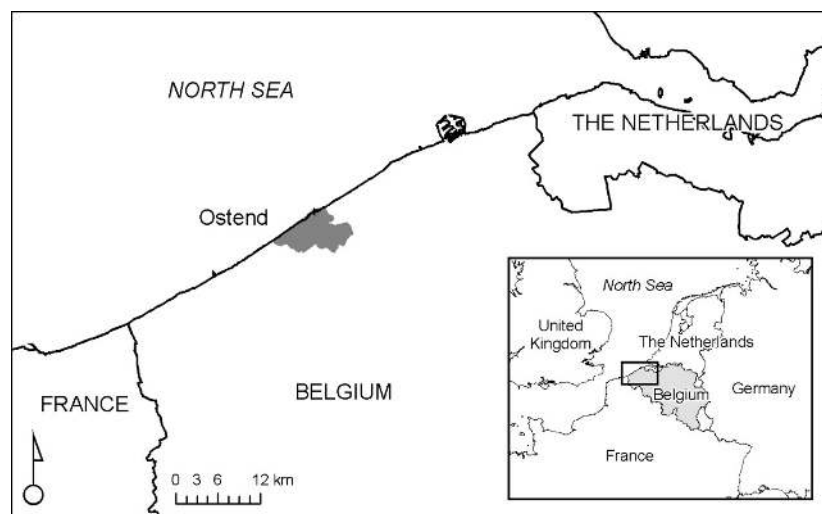 NORTH SEA
THE NETHERLANDS
Ostend
FRANCE
BELGIUM
0 3 6 12 km
North Sea
United
Kingdom
The Netherlands
Belgium
Germany
France